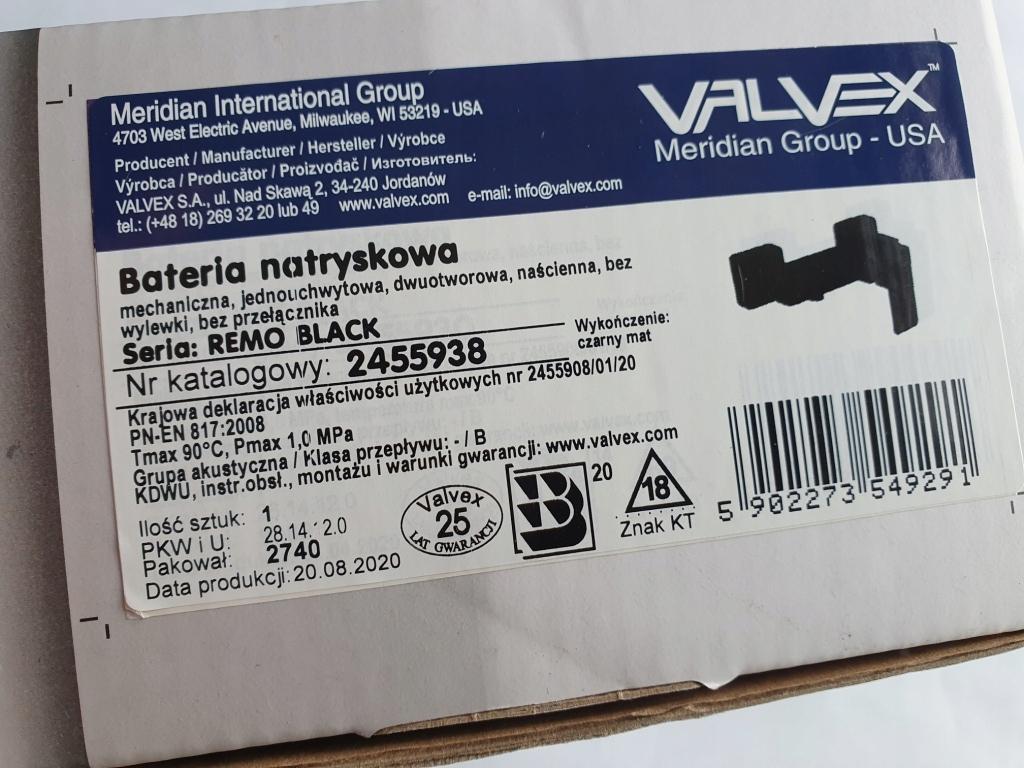 Meridian International Group
4703 West Electric Avenue, Milwaukee, WI 53219 - USA
Producent / Manufacturer / Hersteller / Výrobce
Výrobca / Producător / Proizvođač / Изготовитель:
VALVEX S.A., ul. Nad Skawą 2, 34-240 Jordanów
tel.: (+48 18) 269 32 20 lub 49 www.valvex.com e-mail: info@valvex.com
VALVEX™
Meridian Group - USA
Bateria natryskowa
mechaniczna, jednouchwytowa, dwuotworowa, naścienna, bez
wylewki, bez przełącznika
Seria: REMO BLACK
Wykończenie:
czarny mat
Nr katalogowy: 2455938
Krajowa deklaracja właściwości użytkowych nr 2455908/01/20
PN-EN 817:2008
Tmax 90°C, Pmax 1,0 MPa
Grupa akustyczna / Klasa przepływu: - / B
KDWU, instr.obsł., montażu i warunki gwarancji: www.valvex.com
Ilość sztuk: 1
PKW i U: 28.14.12.0
Pakował: 2740
Data produkcji: 20.08.2020
Valvex
25
LAT GWARANCJI
B
20
18
Znak KT
5 902273 549291